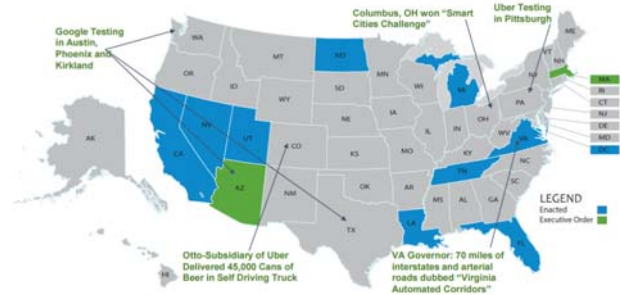 Google Testing
in Austin,
Phoenix and
Kirkland
Columbus, OH won "Smart
Cities Challenge"
Uber Testing
in Pittsburgh
WA
MT
ND
MN
OR
ID
WY
SD
WI
MI
VT
ME
NH
NY
MA
RI
CT
NJ
DE
MD
DC
NV
UT
CO
NE
IA
IL
IN
OH
PA
WV
VA
CA
KS
MO
KY
NC
TN
SC
AZ
NM
OK
AR
MS
AL
GA
TX
LA
FL
AK
HI
LEGEND
Enacted
Executive Order
Otto-Subsidiary of Uber
Delivered 45,000 Cans of
Beer in Self Driving Truck
VA Governor: 70 miles of
interstates and arterial
roads dubbed "Virginia
Automated Corridors"